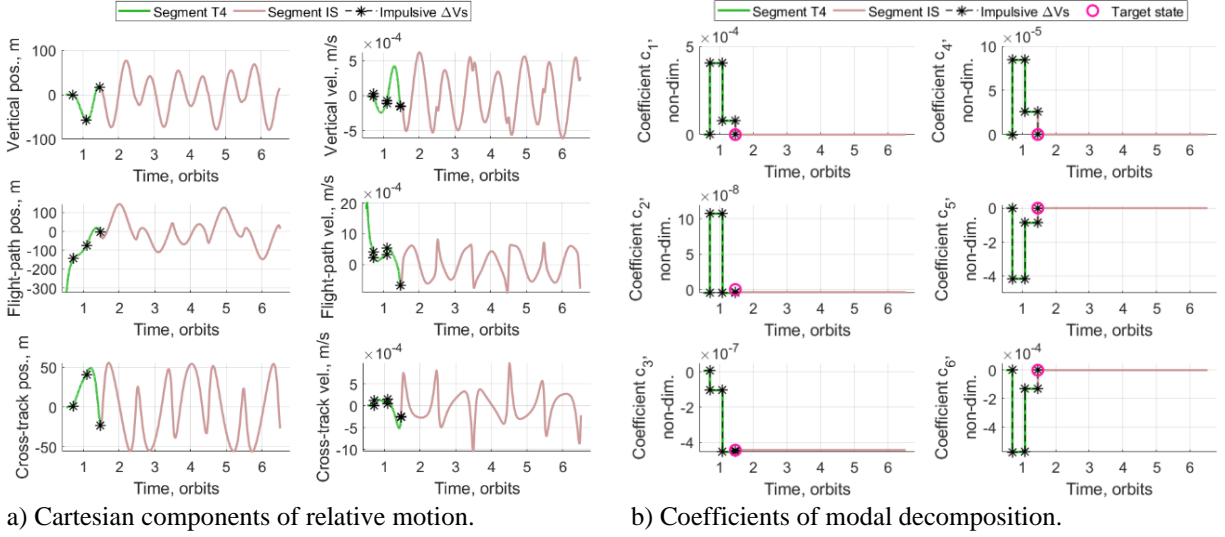 Segment T4 Segment IS Impulsive ΔVs
Segment T4 Segment IS Impulsive ΔVs Target state
Vertical pos., m
100
0
-100
1 2 3 4 5 6
Time, orbits
Vertical vel., m/s
× 10⁻⁴
5
0
-5
1 2 3 4 5 6
Time, orbits
Flight-path pos., m
100
0
-100
-200
-300
1 2 3 4 5 6
Time, orbits
Flight-path vel., m/s
× 10⁻⁴
20
10
0
1 2 3 4 5 6
Time, orbits
Cross-track pos., m
50
0
-50
1 2 3 4 5 6
Time, orbits
Cross-track vel., m/s
× 10⁻⁴
10
5
0
-5
-10
1 2 3 4 5 6
Time, orbits
a) Cartesian components of relative motion.
Coefficient c₁,
non-dim.
× 10⁻⁴
5
0
1 2 3 4 5 6
Time, orbits
Coefficient c₄,
non-dim.
× 10⁻⁵
10
5
0
1 2 3 4 5 6
Time, orbits
Coefficient c₂,
non-dim.
× 10⁻⁸
10
5
0
1 2 3 4 5 6
Time, orbits
Coefficient c₅,
non-dim.
0
-2
-4
1 2 3 4 5 6
Time, orbits
Coefficient c₃,
non-dim.
× 10⁻⁷
0
-2
-4
1 2 3 4 5 6
Time, orbits
Coefficient c₆,
non-dim.
× 10⁻⁴
0
-2
-4
1 2 3 4 5 6
Time, orbits
b) Coefficients of modal decomposition.